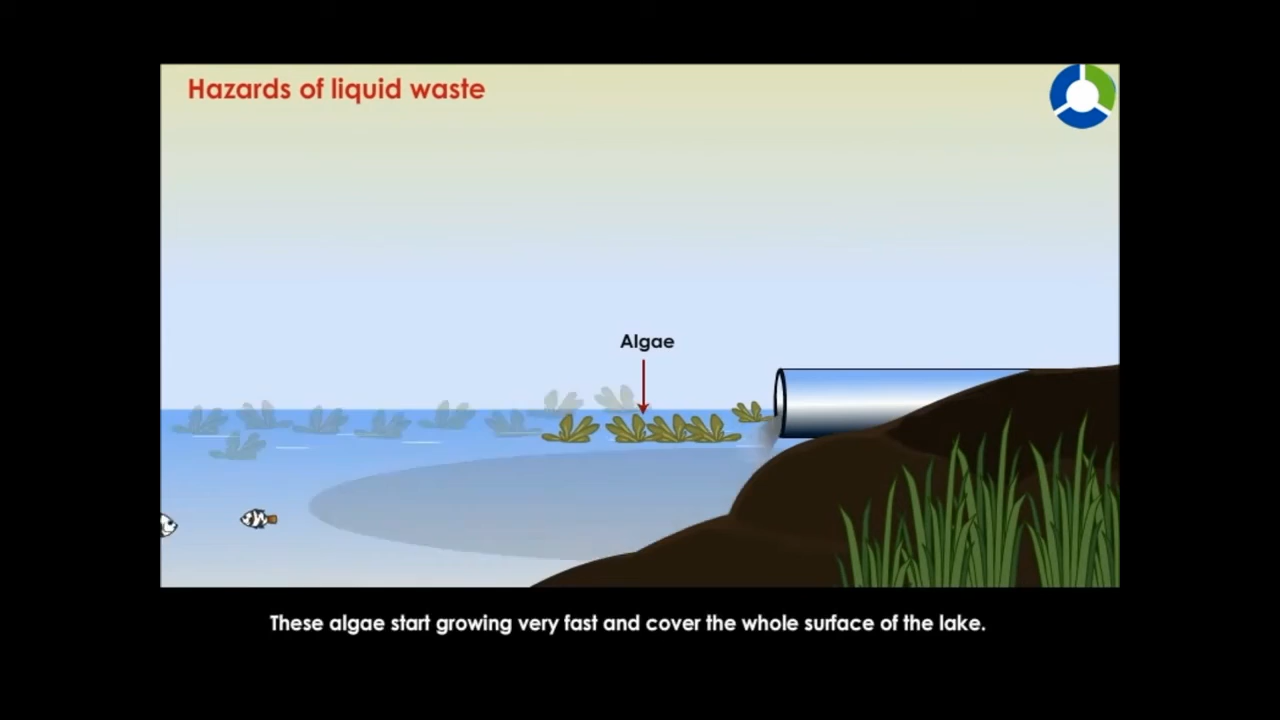 Hazards of liquid waste
Algae
These algae start growing very fast and cover the whole surface of the lake.